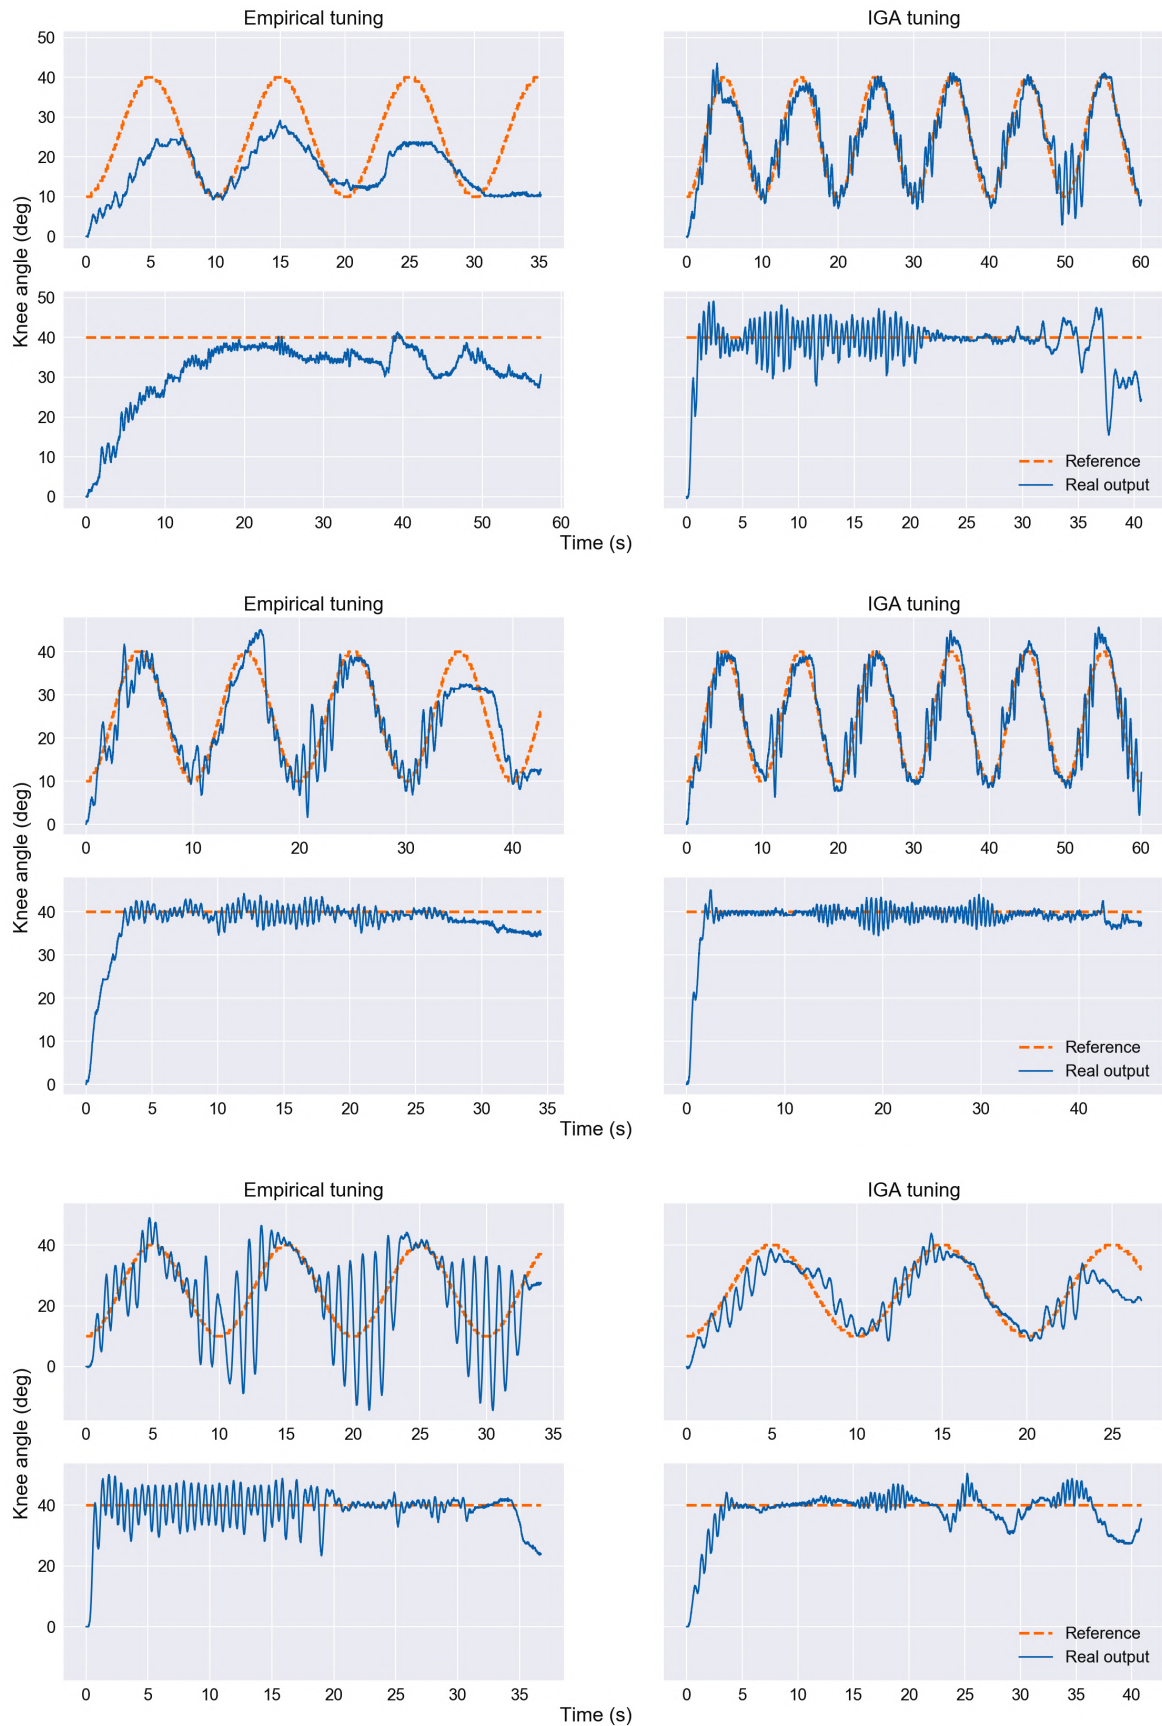 Empirical tuning IGA tuning
50
40
30
20
10
0
0 5 10 15 20 25 30 35
0 10 20 30 40 50 60
50
40
30
20
10
0
Reference
Real output
0 10 20 30 40 50 60
0 5 10 15 20 25 30 35 40
Knee angle (deg)
Time (s)
Empirical tuning IGA tuning
40
30
20
10
0
0 10 20 30 40
0 10 20 30 40 50 60
40
30
20
10
0
Reference
Real output
0 5 10 15 20 25 30 35
0 10 20 30 40
Knee angle (deg)
Time (s)
Empirical tuning IGA tuning
40
20
0
0 5 10 15 20 25 30 35
0 5 10 15 20 25
40
20
0
Reference
Real output
0 5 10 15 20 25 30 35
0 5 10 15 20 25 30 35 40
Knee angle (deg)
Time (s)